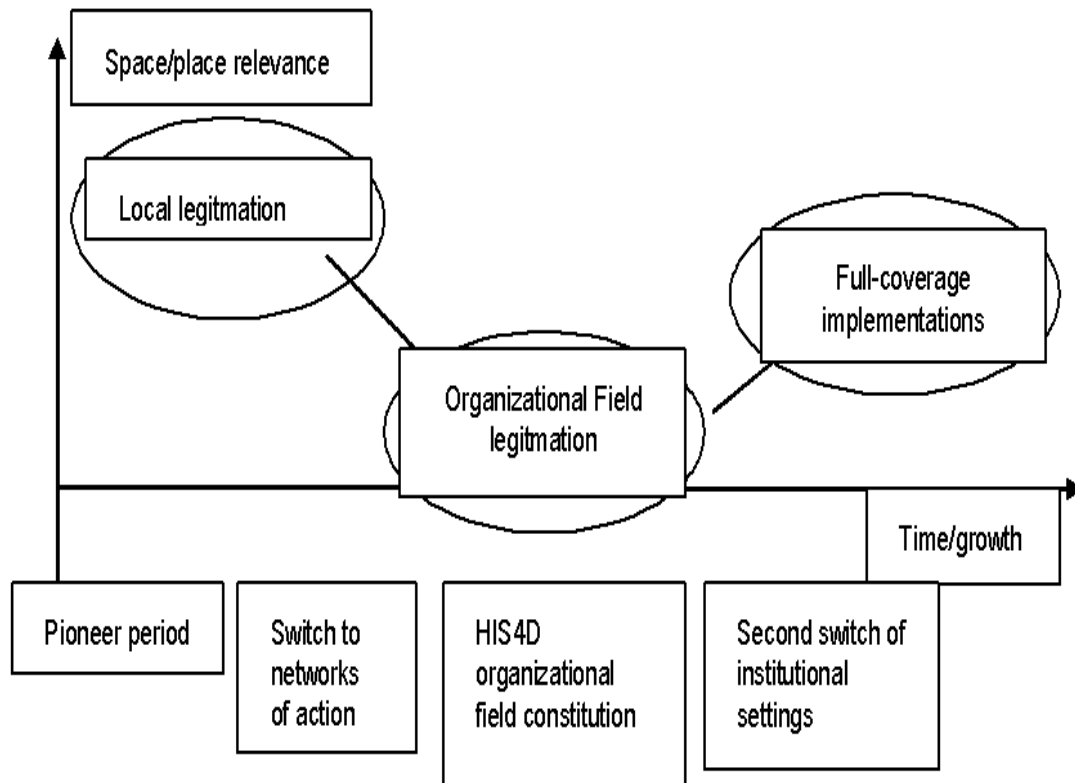 Space/place relevance
Local legitmation
Full-coverage
implementations
Organizational Field
legitmation
Time/growth
Pioneer period
Switch to
networks
of action
HIS4D
organizational
field constitution
Second switch of
institutional
settings